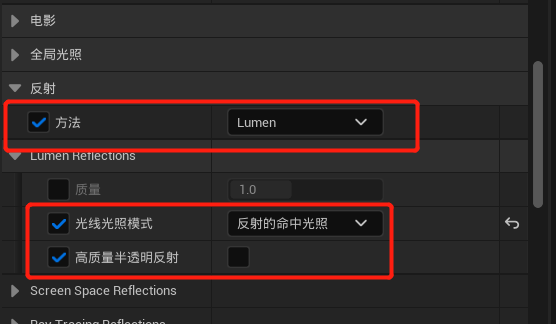 电影
全局光照
反射
方法 Lumen
Lumen Reflections
质量 1.0
光线光照模式 反射的命中光照
高质量半透明反射
Screen Space Reflections
Ray Tracing Reflections